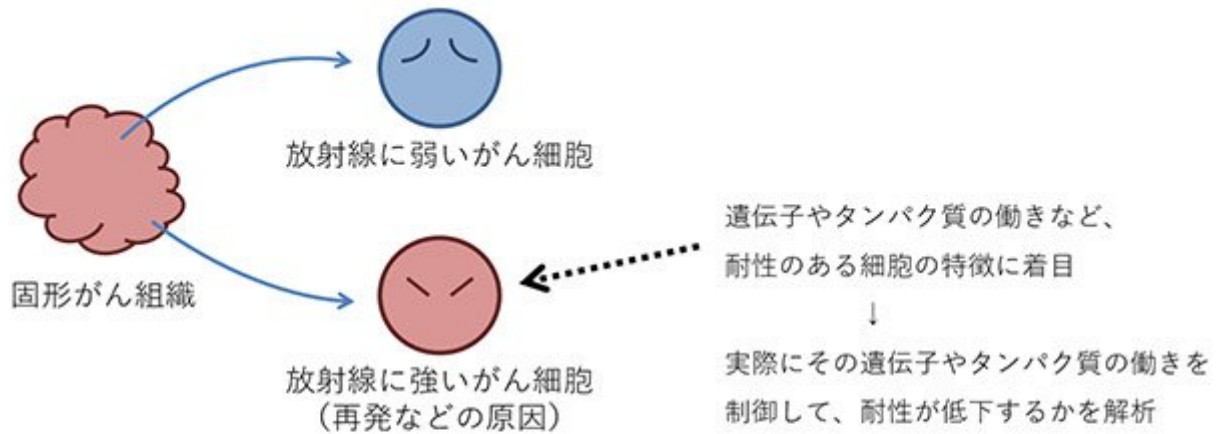 放射線に弱いがん細胞
固形がん組織
放射線に強いがん細胞
(再発などの原因)
遺伝子やタンパク質の働きなど、
耐性のある細胞の特徴に着目
↓
実際にその遺伝子やタンパク質の働きを
制御して、耐性が低下するかを解析